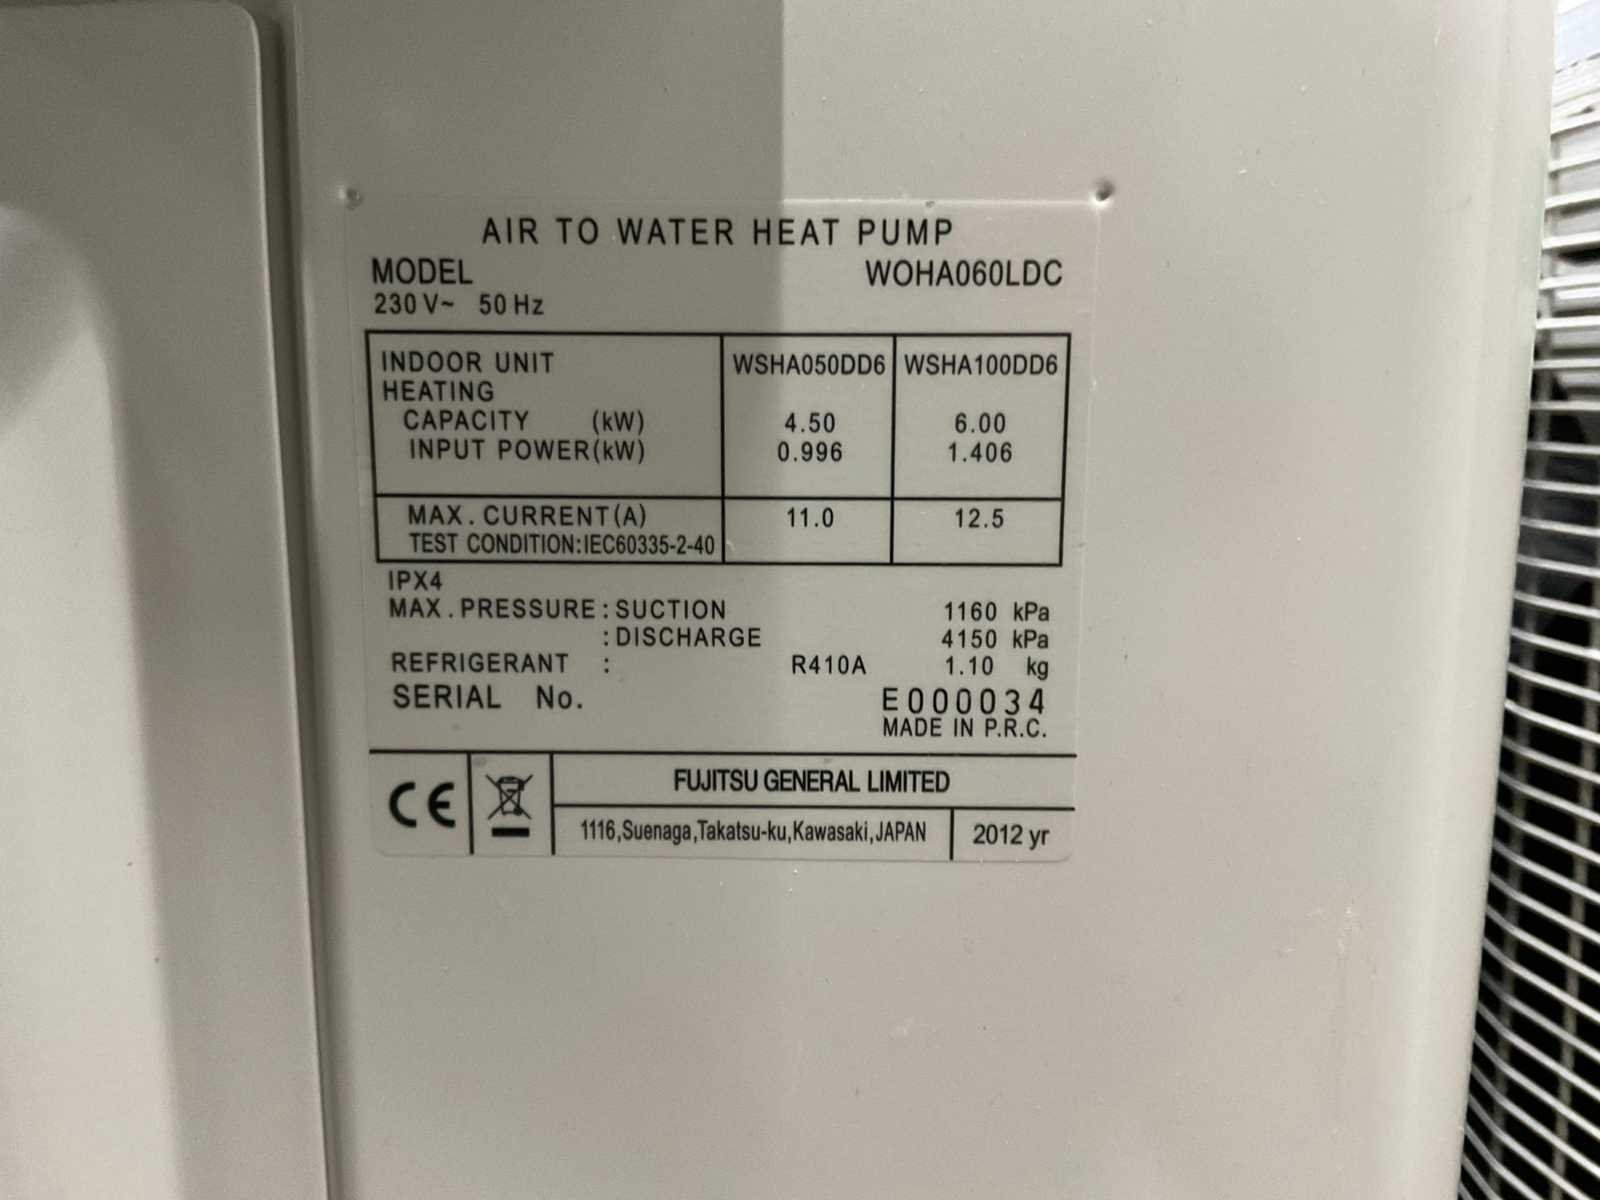 AIR TO WATER HEAT PUMP
MODEL WOHA060LDC
230 V~ 50 Hz
INDOOR UNIT WSHA050DD6 WSHA100DD6
HEATING
CAPACITY (kW) 4.50 6.00
INPUT POWER(kW) 0.996 1.406
MAX. CURRENT(A) 11.0 12.5
TEST CONDITION:IEC60335-2-40
IPX4
MAX. PRESSURE : SUCTION 1160 kPa
: DISCHARGE 4150 kPa
REFRIGERANT : R410A 1.10 kg
SERIAL No. E000034
MADE IN P.R.C.
CE
FUJITSU GENERAL LIMITED
1116,Suenaga,Takatsu-ku,Kawasaki,JAPAN 2012 yr